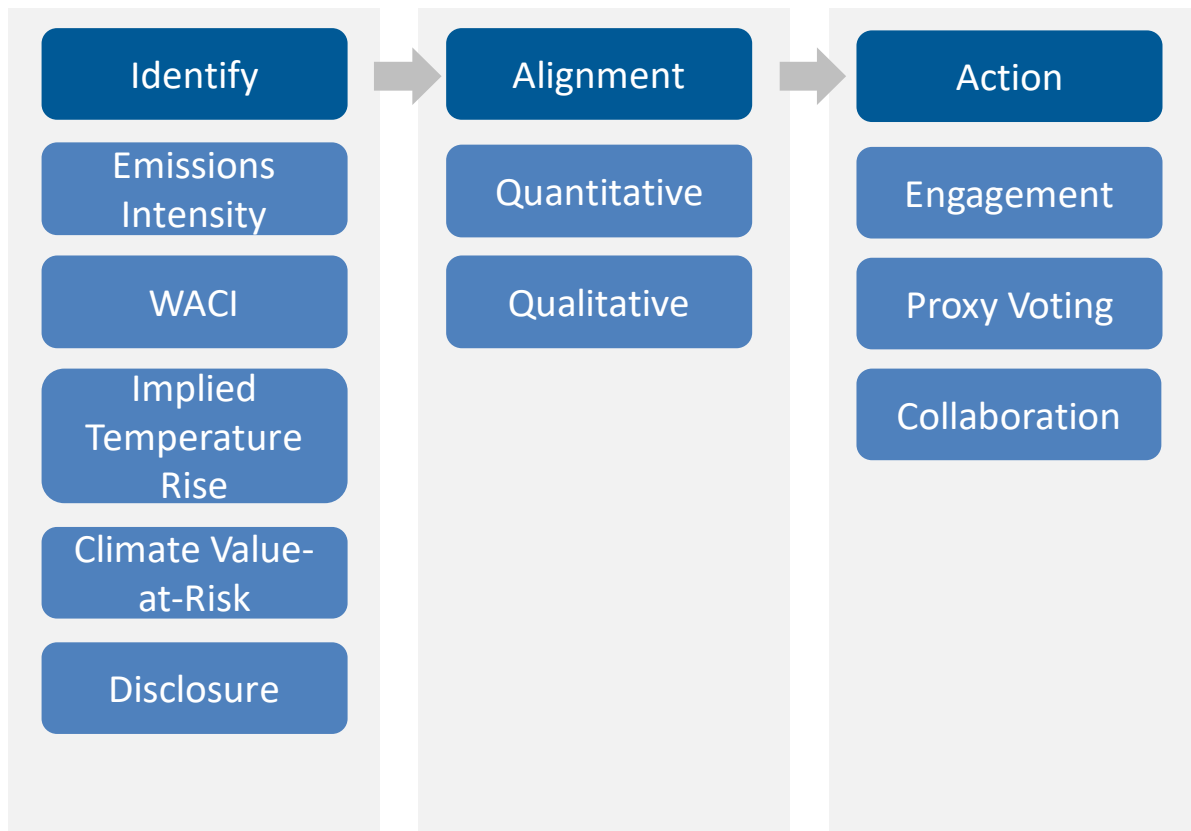 Identify
Emissions
Intensity
WACI
Implied
Temperature
Rise
Climate Value-
at-Risk
Disclosure
Alignment
Quantitative
Qualitative
Action
Engagement
Proxy Voting
Collaboration